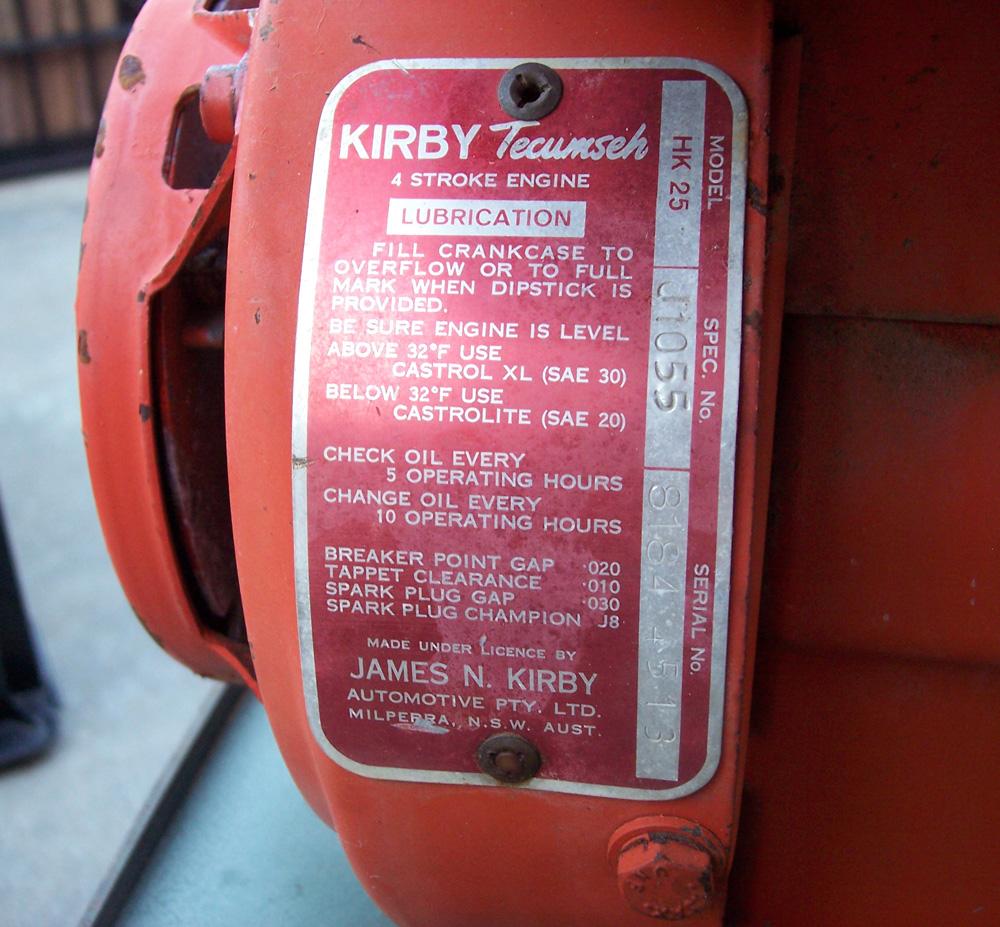 KIRBY Tecumseh
4 STROKE ENGINE
LUBRICATION
FILL CRANKCASE TO
OVERFLOW OR TO FULL
MARK WHEN DIPSTICK IS
PROVIDED.
BE SURE ENGINE IS LEVEL
ABOVE 32°F USE
CASTROL XL (SAE 30)
BELOW 32°F USE
CASTROLITE (SAE 20)
CHECK OIL EVERY
5 OPERATING HOURS
CHANGE OIL EVERY
10 OPERATING HOURS
BREAKER POINT GAP ·020
TAPPET CLEARANCE ·010
SPARK PLUG GAP ·030
SPARK PLUG CHAMPION J8
MADE UNDER LICENCE BY
JAMES N. KIRBY
AUTOMOTIVE PTY. LTD.
MILPERRA, N.S.W. AUST.
MODEL
HK 25
SPEC. No.
J1055
SERIAL No.